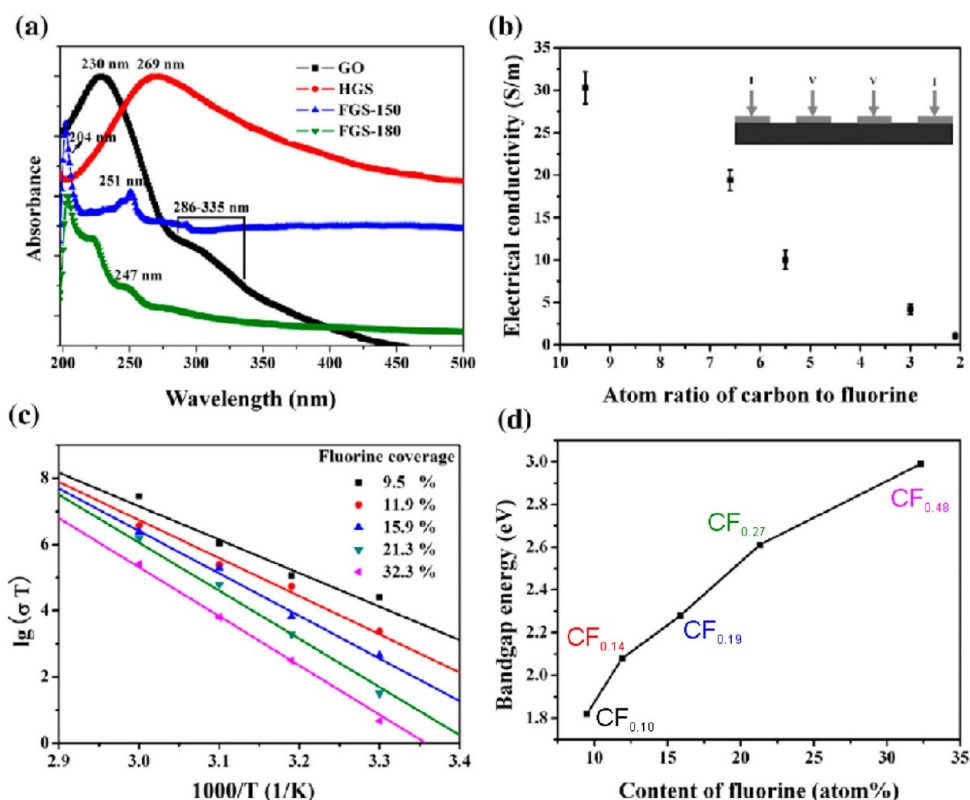 (a)
230 nm
269 nm
GO
HGS
FGS-150
FGS-180
204 nm
251 nm
286-335 nm
247 nm
Absorbance
200 250 300 350 400 450 500
Wavelength (nm)
(b)
Electrical conductivity (S/m)
35
30
25
20
15
10
5
0
I V V I
10 9 8 7 6 5 4 3 2
Atom ratio of carbon to fluorine
(c)
Fluorine coverage
9.5 %
11.9 %
15.9 %
21.3 %
32.3 %
lg (σ T)
8
6
4
2
0
2.9 3.0 3.1 3.2 3.3 3.4
1000/T (1/K)
(d)
Bandgap energy (eV)
3.0
2.8
2.6
2.4
2.2
2.0
1.8
CF0.48
CF0.27
CF0.19
CF0.14
CF0.10
10 15 20 25 30 35
Content of fluorine (atom%)